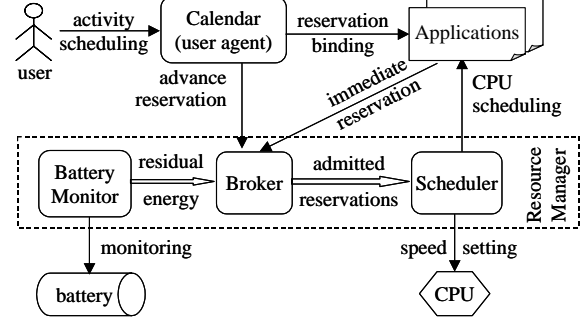 activity
scheduling
user
Calendar
(user agent)
reservation
binding
Applications
advance
reservation
immediate
reservation
CPU
scheduling
Battery
Monitor
residual
energy
Broker
admitted
reservations
Scheduler
Resource
Manager
monitoring
speed setting
battery
CPU